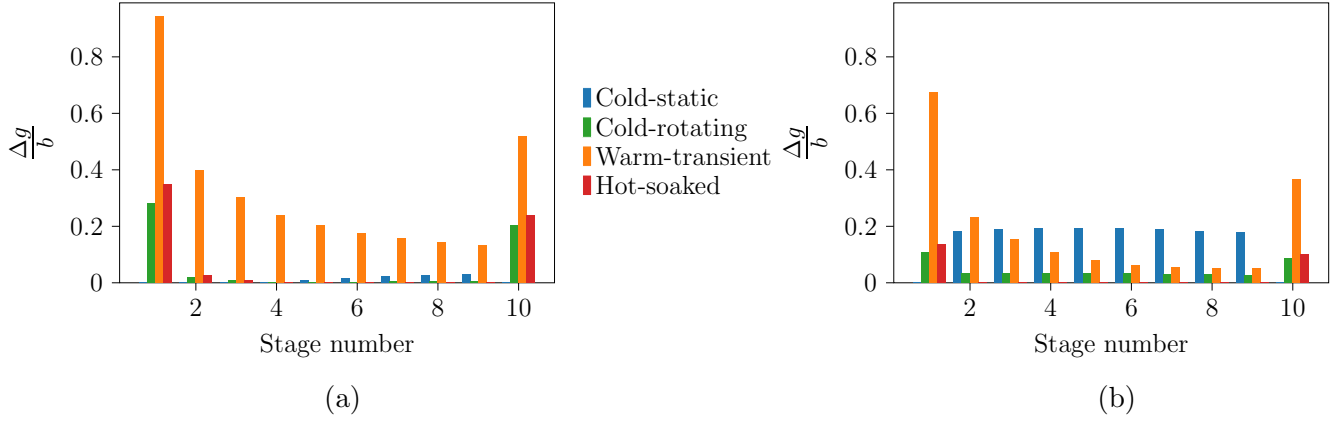 0.8
0.6
0.4
0.2
0
Δg
b
2
4
6
8
10
Stage number
(a)
Cold-static
Cold-rotating
Warm-transient
Hot-soaked
0.8
0.6
0.4
0.2
0
Δg
b
2
4
6
8
10
Stage number
(b)